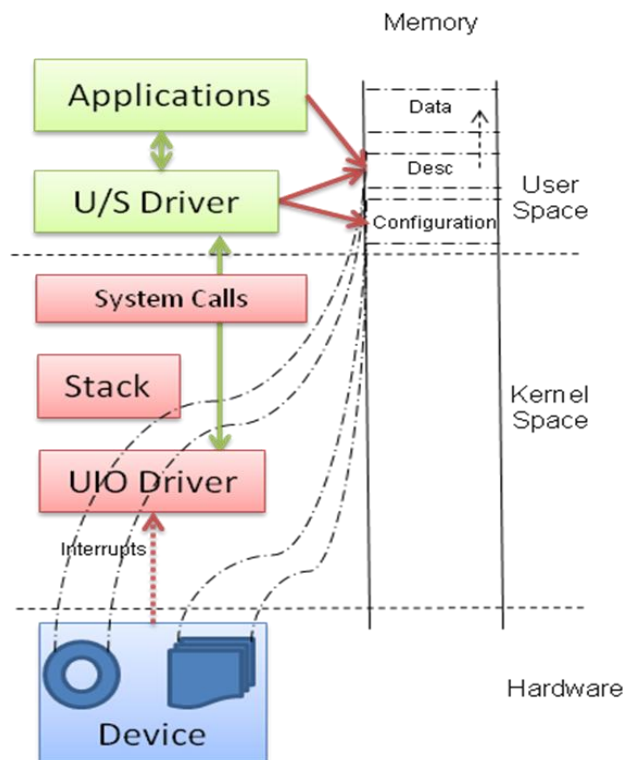 Memory
Applications
Data
U/S Driver
Desc
User
Space
Configuration
System Calls
Stack
Kernel
Space
UIO Driver
Interrupts
Hardware
Device